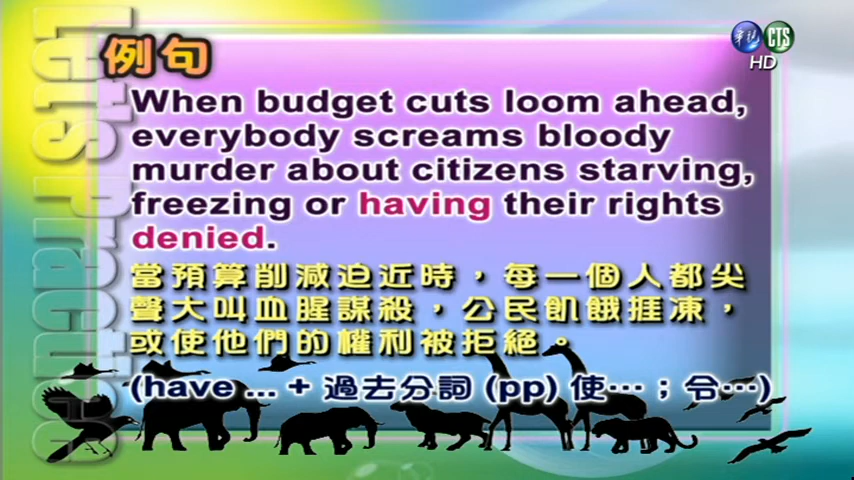 例句
華視 CTS
HD
Let's Practice
When budget cuts loom ahead,
everybody screams bloody
murder about citizens starving,
freezing or having their rights
denied.
當預算削減迫近時，每一個人都尖
聲大叫血腥謀殺，公民飢餓捱凍，
或使他們的權利被拒絕。
(have ... + 過去分詞 (pp) 使⋯；令⋯)